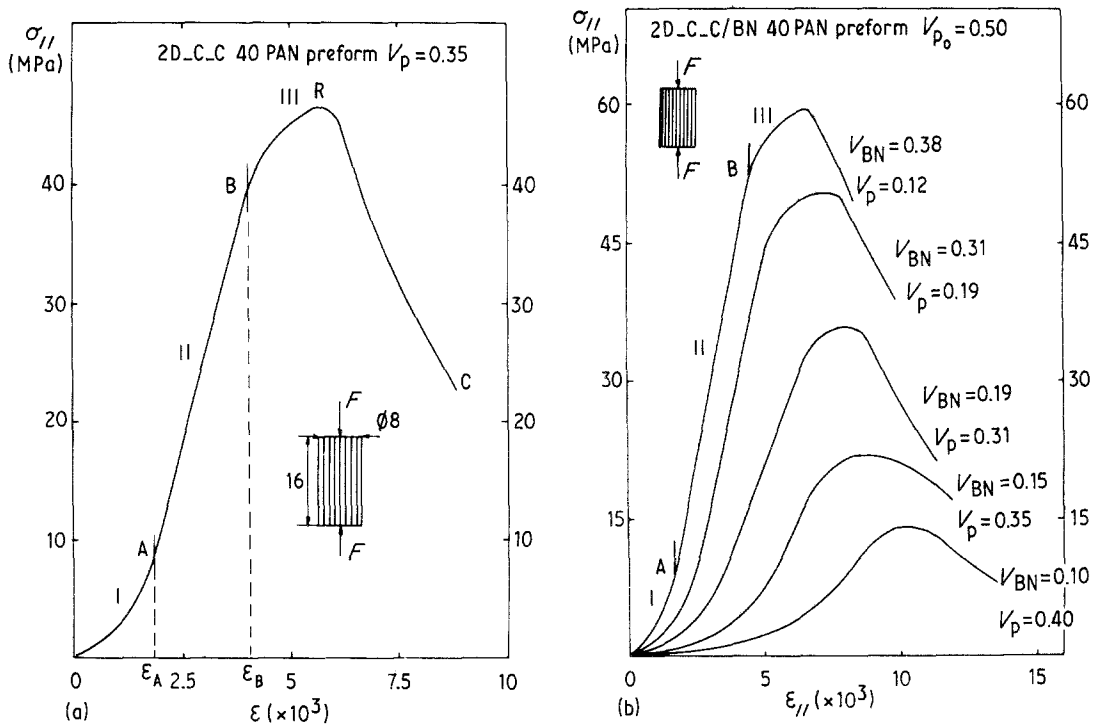 σ// (MPa)
2D_C_C 40 PAN preform Vp=0.35
40
30
20
10
40
30
20
10
I
II
III
A
B
R
C
F
Ø8
16
F
0
εA
2.5
εB
5
7.5
10
(a)
ε (×10³)
σ// (MPa)
2D_C_C/BN 40 PAN preform Vp₀=0.50
60
45
30
15
60
45
30
15
F
F
I
II
III
A
B
VBN=0.38
Vp=0.12
VBN=0.31
Vp=0.19
VBN=0.19
Vp=0.31
VBN=0.15
Vp=0.35
VBN=0.10
Vp=0.40
0
5
10
15
(b)
ε// (×10³)